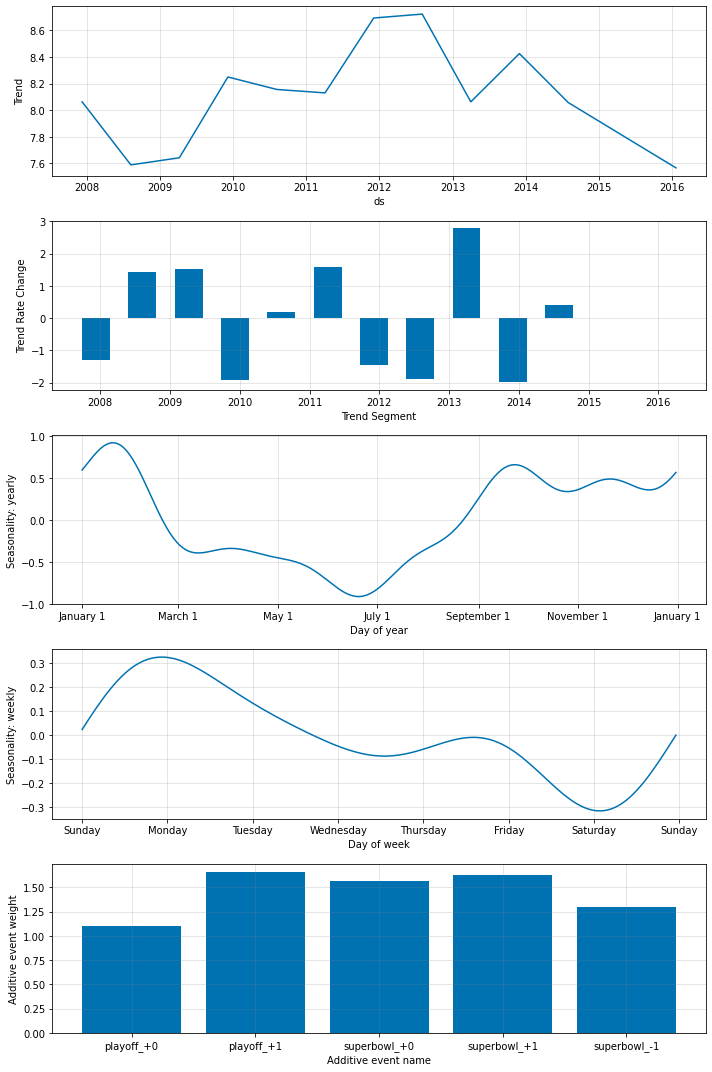 Trend
8.6
8.4
8.2
8.0
7.8
7.6
2008 2009 2010 2011 2012 2013 2014 2015 2016
ds
Trend Rate Change
3
2
1
0
−1
−2
2008 2009 2010 2011 2012 2013 2014 2015 2016
Trend Segment
Seasonality: yearly
1.0
0.5
0.0
−0.5
−1.0
January 1 March 1 May 1 July 1 September 1 November 1 January 1
Day of year
Seasonality: weekly
0.3
0.2
0.1
0.0
−0.1
−0.2
−0.3
Sunday Monday Tuesday Wednesday Thursday Friday Saturday Sunday
Day of week
Additive event weight
1.50
1.25
1.00
0.75
0.50
0.25
0.00
playoff_+0 playoff_+1 superbowl_+0 superbowl_+1 superbowl_-1
Additive event name